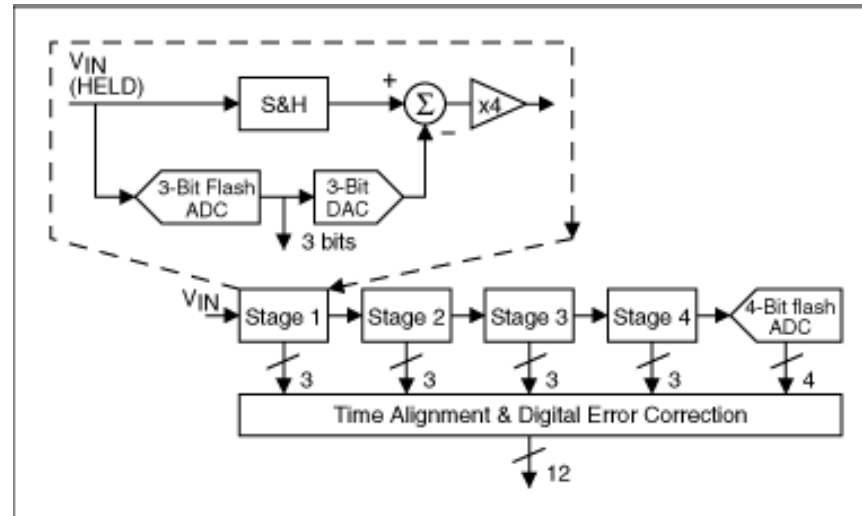 VIN
(HELD)
S&H
+
Σ
−
x4
3-Bit Flash
ADC
3-Bit
DAC
3 bits
VIN
Stage 1
Stage 2
Stage 3
Stage 4
4-Bit flash
ADC
3
3
3
3
4
Time Alignment & Digital Error Correction
12